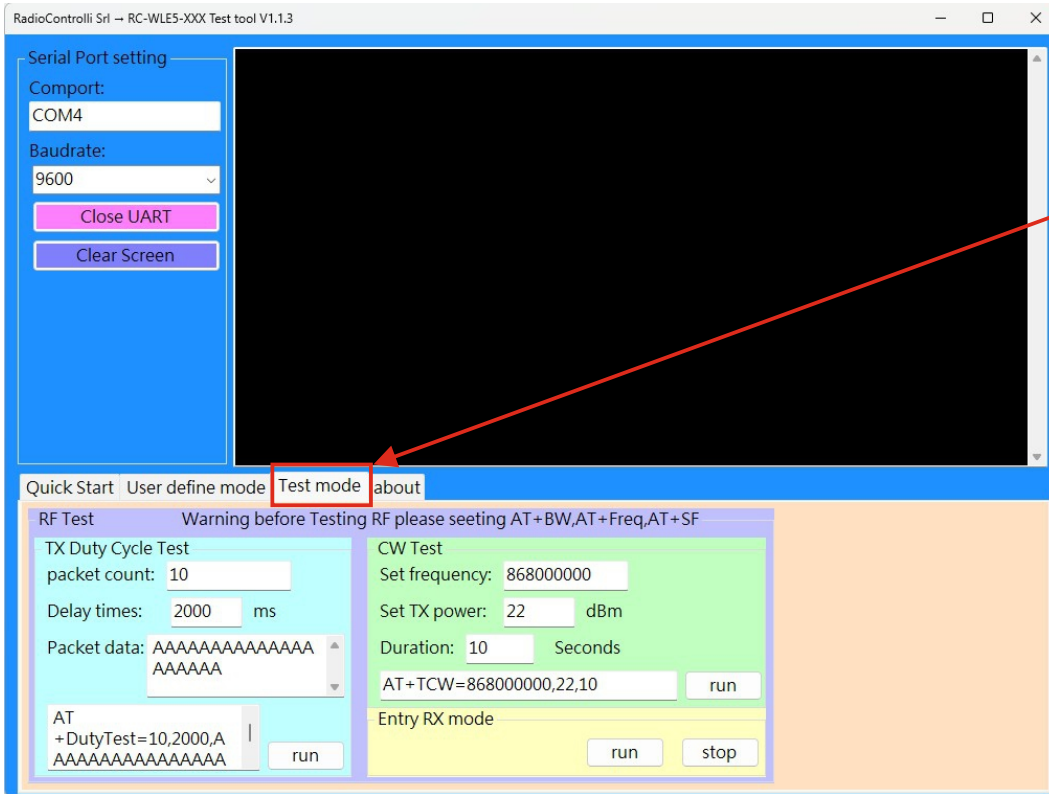 RadioControlli Srl → RC-WLE5-XXX Test tool V1.1.3
Serial Port setting
Comport:
COM4
Baudrate:
9600
Close UART
Clear Screen
Quick Start User define mode Test mode about
RF Test Warning before Testing RF please seeting AT+BW,AT+Freq,AT+SF
TX Duty Cycle Test
packet count: 10
Delay times: 2000 ms
Packet data: AAAAAAAAAAAAAA
AAAAAA
AT
+DutyTest=10,2000,A
AAAAAAAAAAAAAAAA
run
CW Test
Set frequency: 868000000
Set TX power: 22 dBm
Duration: 10 Seconds
AT+TCW=868000000,22,10 run
Entry RX mode
run stop